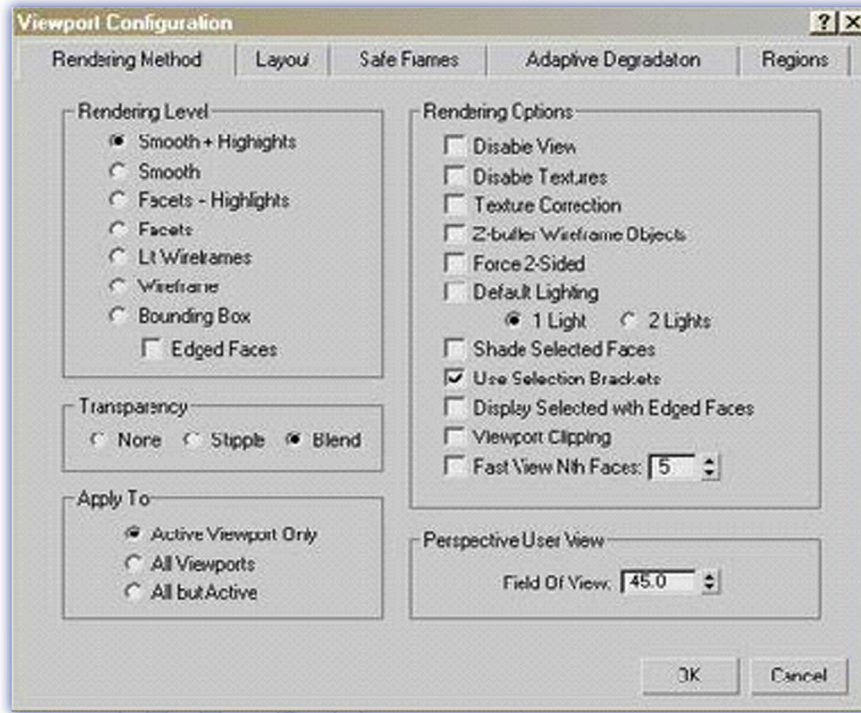 Viewport Configuration
Rendering Method Layout Safe Frames Adaptive Degradaton Regions
Rendering Level
Smooth + Highlights
Smooth
Facets - Highlights
Facets
Lit Wireframes
Wireframe
Bounding Box
Edged Faces
Transparency
None Stipple Blend
Apply To
Active Viewport Only
All Viewports
All but Active
Rendering Options
Disable View
Disable Textures
Texture Correction
Z-buffer Wireframe Objects
Force 2-Sided
Default Lighting
1 Light 2 Lights
Shade Selected Faces
Use Selection Brackets
Display Selected with Edged Faces
Viewport Clipping
Fast View Nth Faces: 5
Perspective User View
Field Of View: 45.0
OK Cancel